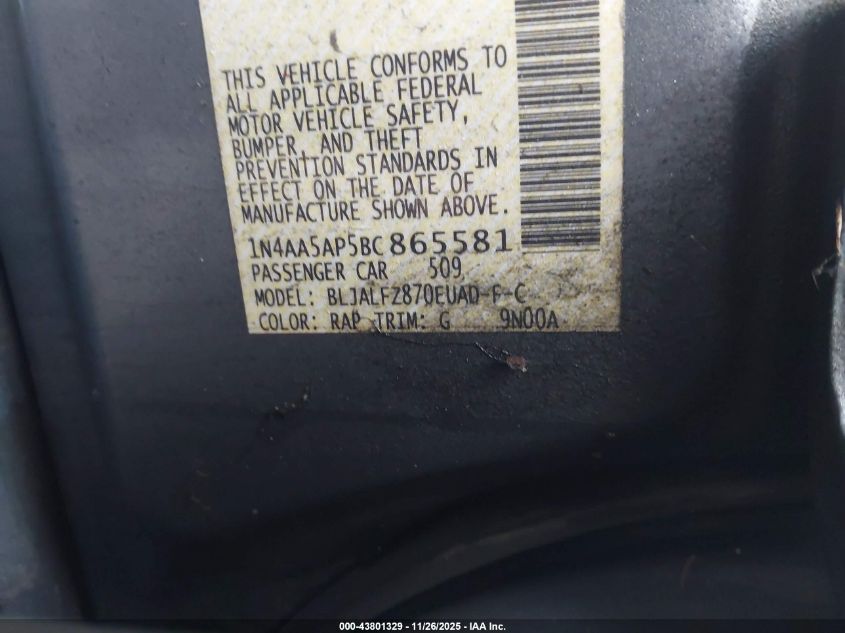 THIS VEHICLE CONFORMS TO
ALL APPLICABLE FEDERAL
MOTOR VEHICLE SAFETY,
BUMPER, AND THEFT
PREVENTION STANDARDS IN
EFFECT ON THE DATE OF
MANUFACTURE SHOWN ABOVE.
1N4AA5AP5BC865581
PASSENGER CAR 509
MODEL: BLJALFZ870EUAD-F-C
COLOR: RAP TRIM: G 9N00A
000-43801329 - 11/26/2025 - IAA Inc.